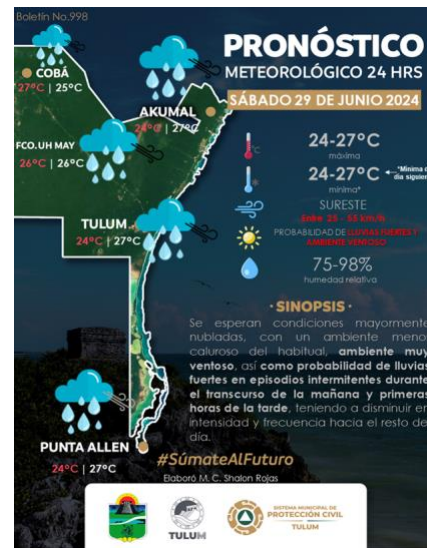 Boletín No.998
PRONÓSTICO
METEOROLÓGICO 24 HRS
SÁBADO 29 DE JUNIO 2024
COBÁ
27°C | 25°C
AKUMAL
24°C | 27°C
FCO.UH MAY
26°C | 26°C
TULUM
24°C | 27°C
PUNTA ALLEN
24°C | 27°C
24-27°C
máxima
24-27°C
mínima*
*Mínima
día siguien
SURESTE
Entre 25 - 55 km/h
PROBABILIDAD DE LLUVIAS FUERTES Y
AMBIENTE VENTOSO
75-98%
humedad relativa
· SINOPSIS ·
Se esperan condiciones mayormente
nubladas, con un ambiente meno
caluroso del habitual, ambiente muy
ventoso, así como probabilidad de lluvias
fuertes en episodios intermitentes durante
el transcurso de la mañana y primeras
horas de la tarde, teniendo a disminuir en
intensidad y frecuencia hacia el resto de
día.
#SúmateAlFuturo
Elaboró M. C. Shalon Rojas
TULUM
SISTEMA MUNICIPAL DE
PROTECCIÓN CIVIL
TULUM